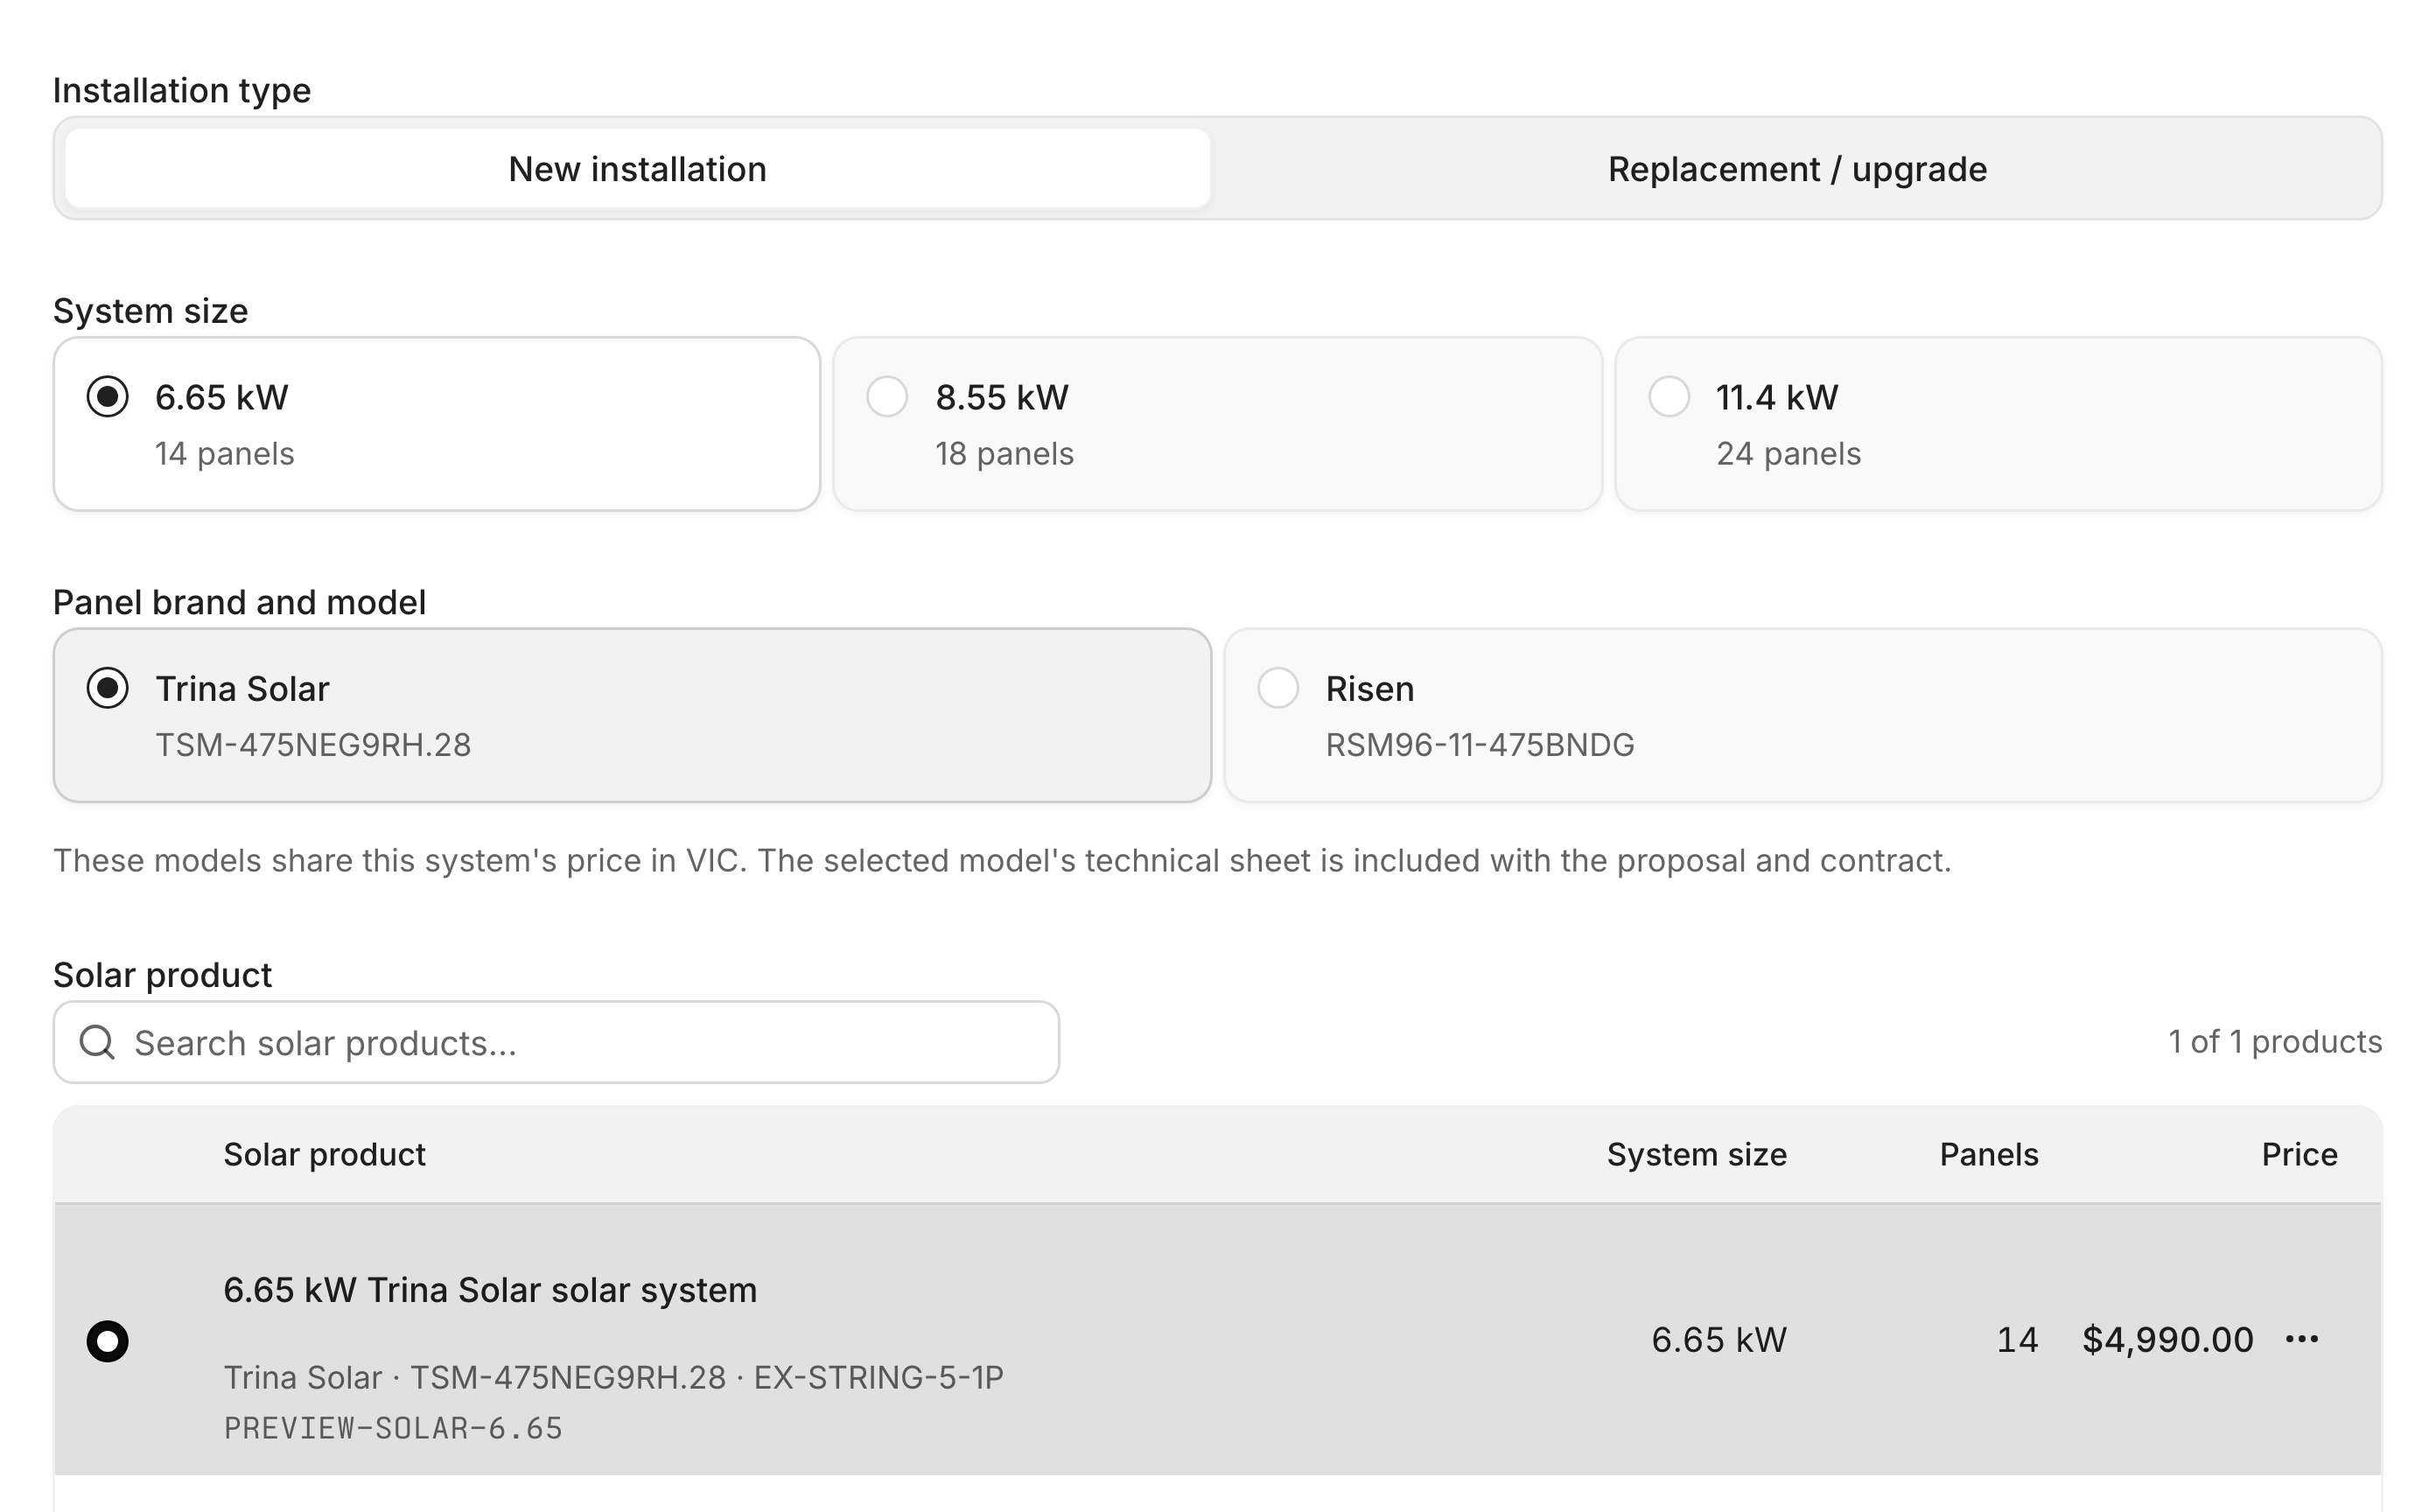 Installation type
New installation
Replacement / upgrade
System size
6.65 kW
14 panels
8.55 kW
18 panels
11.4 kW
24 panels
Panel brand and model
Trina Solar
TSM-475NEG9RH.28
Risen
RSM96-11-475BNDG
These models share this system's price in VIC. The selected model's technical sheet is included with the proposal and contract.
Solar product
Search solar products...
1 of 1 products
Solar product System size Panels Price
6.65 kW Trina Solar solar system
6.65 kW 14 $4,990.00 ···
Trina Solar · TSM-475NEG9RH.28 · EX-STRING-5-1P
PREVIEW-SOLAR-6.65